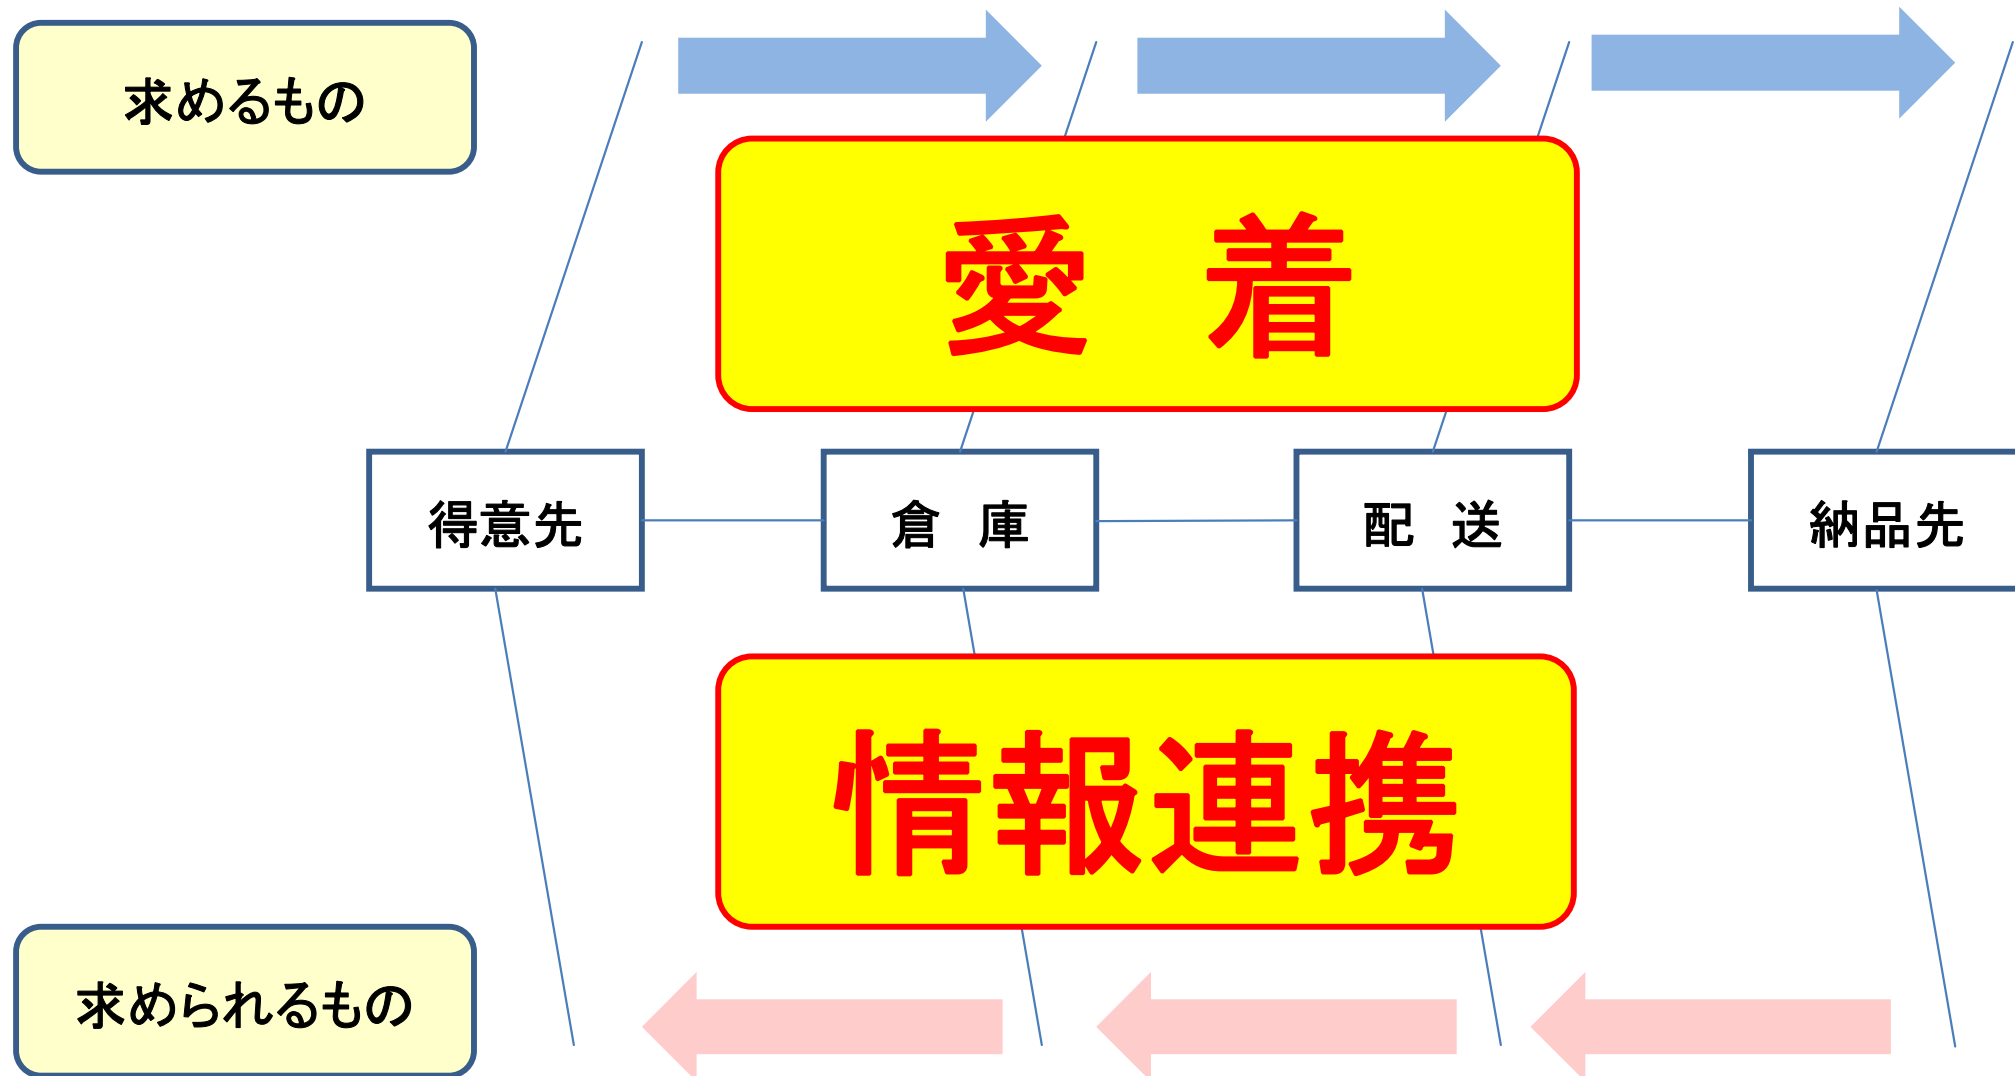 求めるもの
愛　着
得意先
倉　庫
配　送
納品先
情報連携
求められるもの